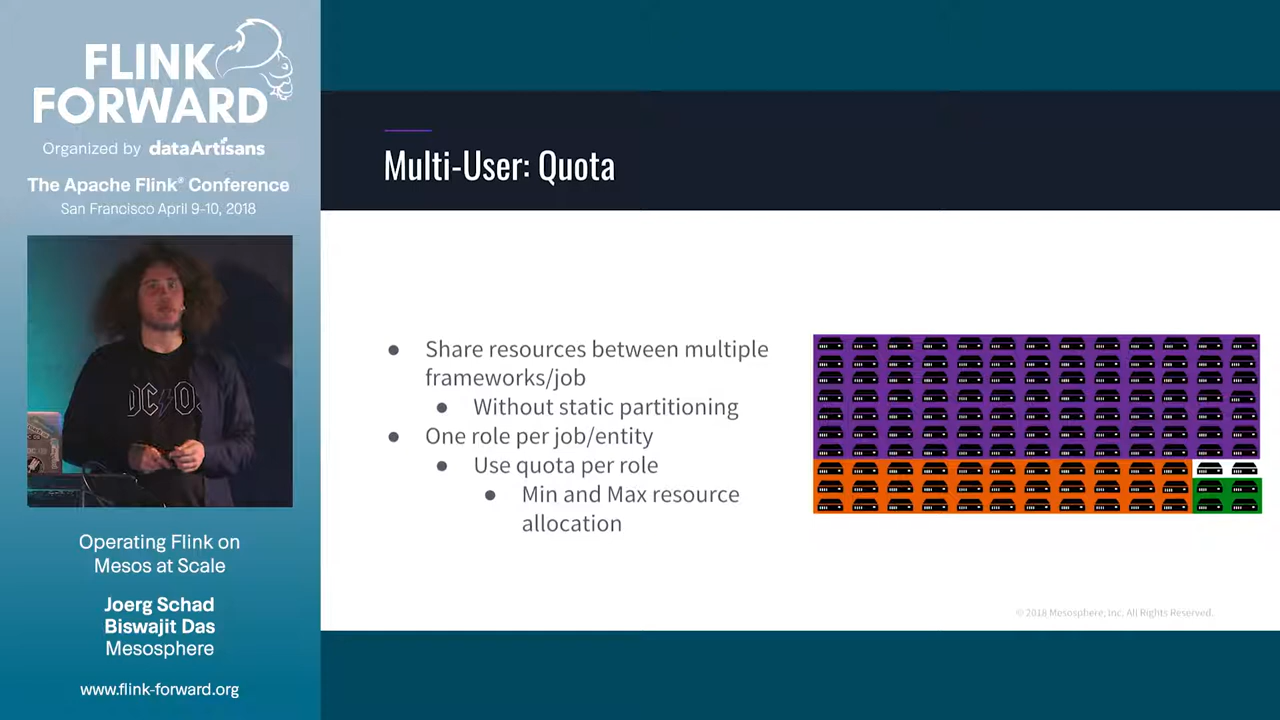 FLINK
FORWARD
Organized by dataArtisans
The Apache Flink® Conference
San Francisco April 9-10, 2018
Operating Flink on
Mesos at Scale
Joerg Schad
Biswajit Das
Mesosphere
www.flink-forward.org
Multi-User: Quota
● Share resources between multiple
frameworks/job
● Without static partitioning
● One role per job/entity
● Use quota per role
● Min and Max resource
allocation
© 2018 Mesosphere, Inc. All Rights Reserved.